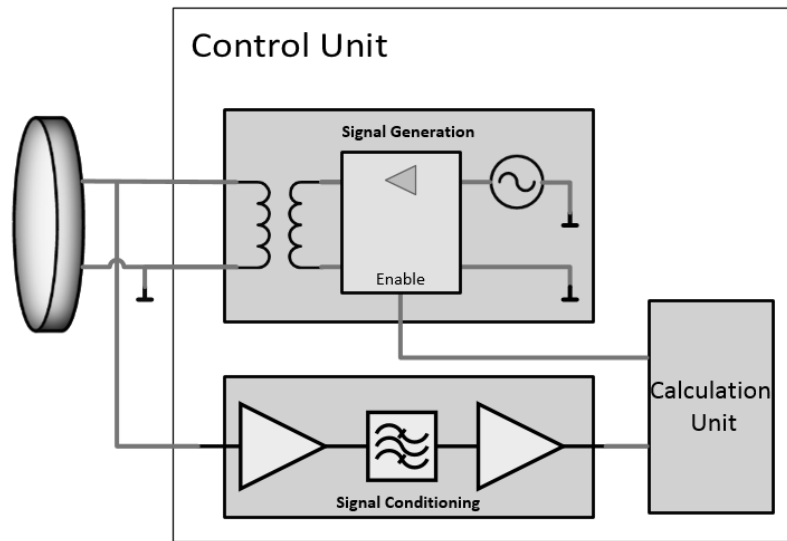 Control Unit
Signal Generation
Enable
Calculation
Unit
Signal Conditioning